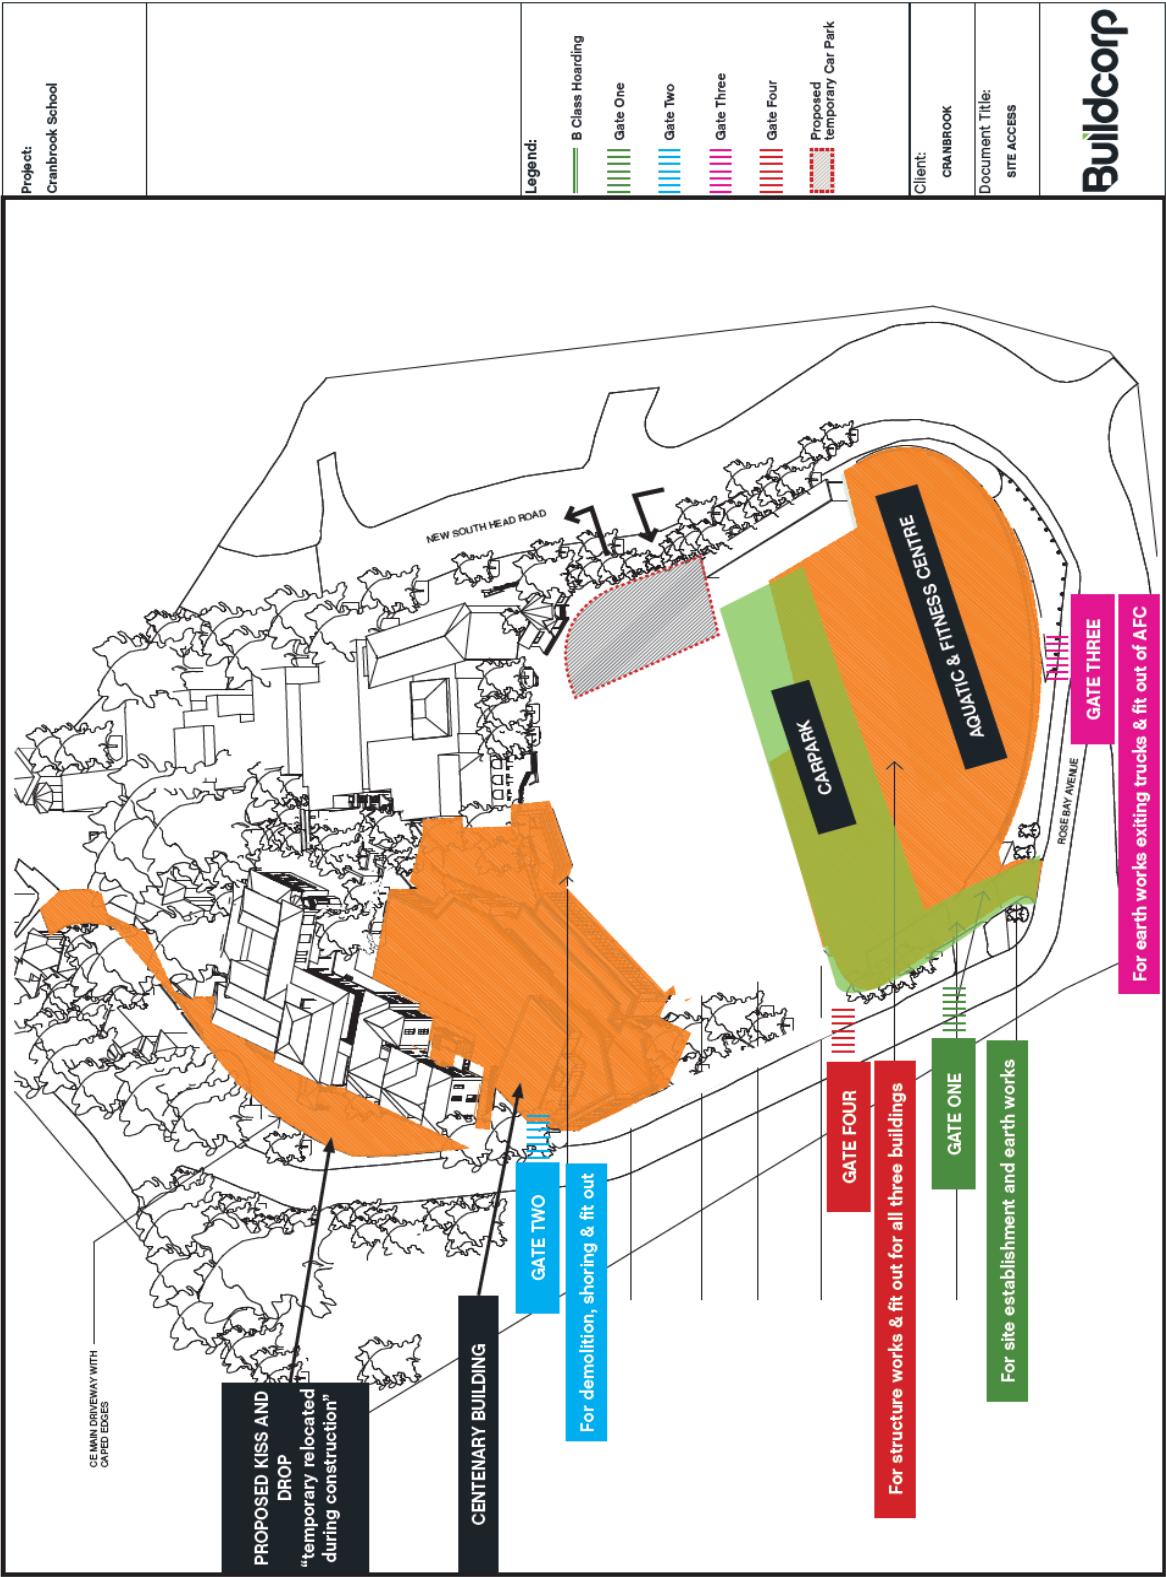 Project:
Cranbrook School
Legend:
B Class Hoarding
Gate One
Gate Two
Gate Three
Gate Four
Proposed
temporary Car Park
Client:
CRANBROOK
Document Title:
SITE ACCESS
Buildcorp
CE MAIN DRIVEWAY WITH
CAPED EDGES
PROPOSED KISS AND
DROP
“temporary relocated
during construction”
CENTENARY BUILDING
GATE TWO
For demolition, shoring & fit out
NEW SOUTH HEAD ROAD
CARPARK
AQUATIC & FITNESS CENTRE
GATE FOUR
For structure works & fit out for all three buildings
GATE ONE
For site establishment and earth works
ROSE BAY AVENUE
GATE THREE
For earth works exiting trucks & fit out of AFC